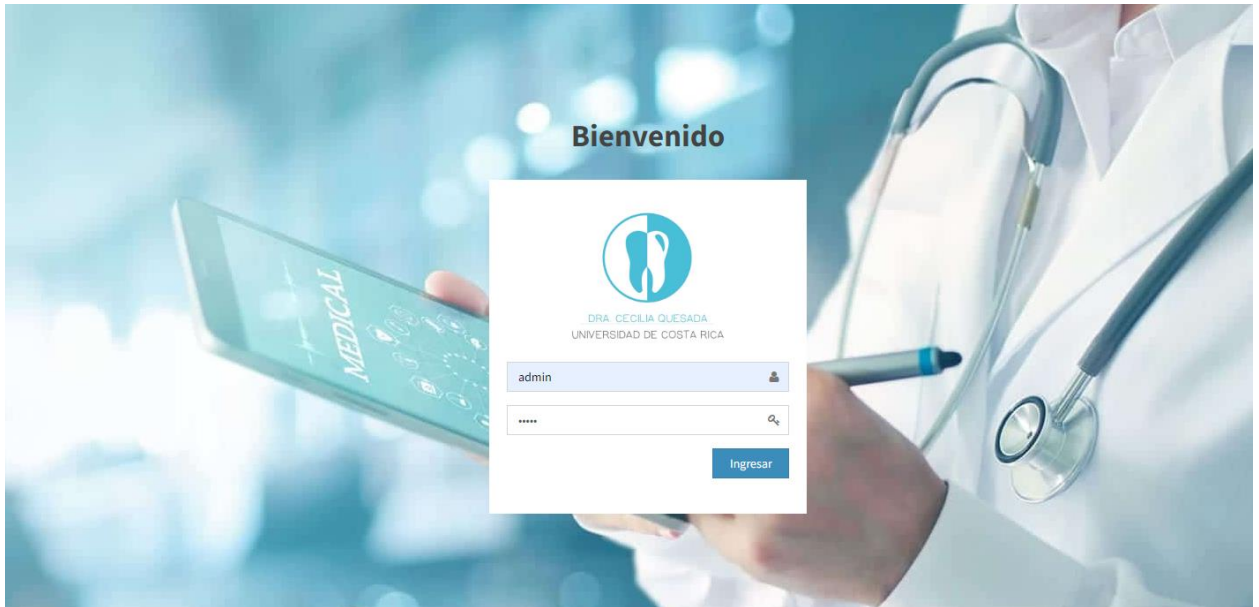 Bienvenido
MEDICAL
DRA. CECILIA QUESADA
UNIVERSIDAD DE COSTA RICA
admin
•••••
Ingresar